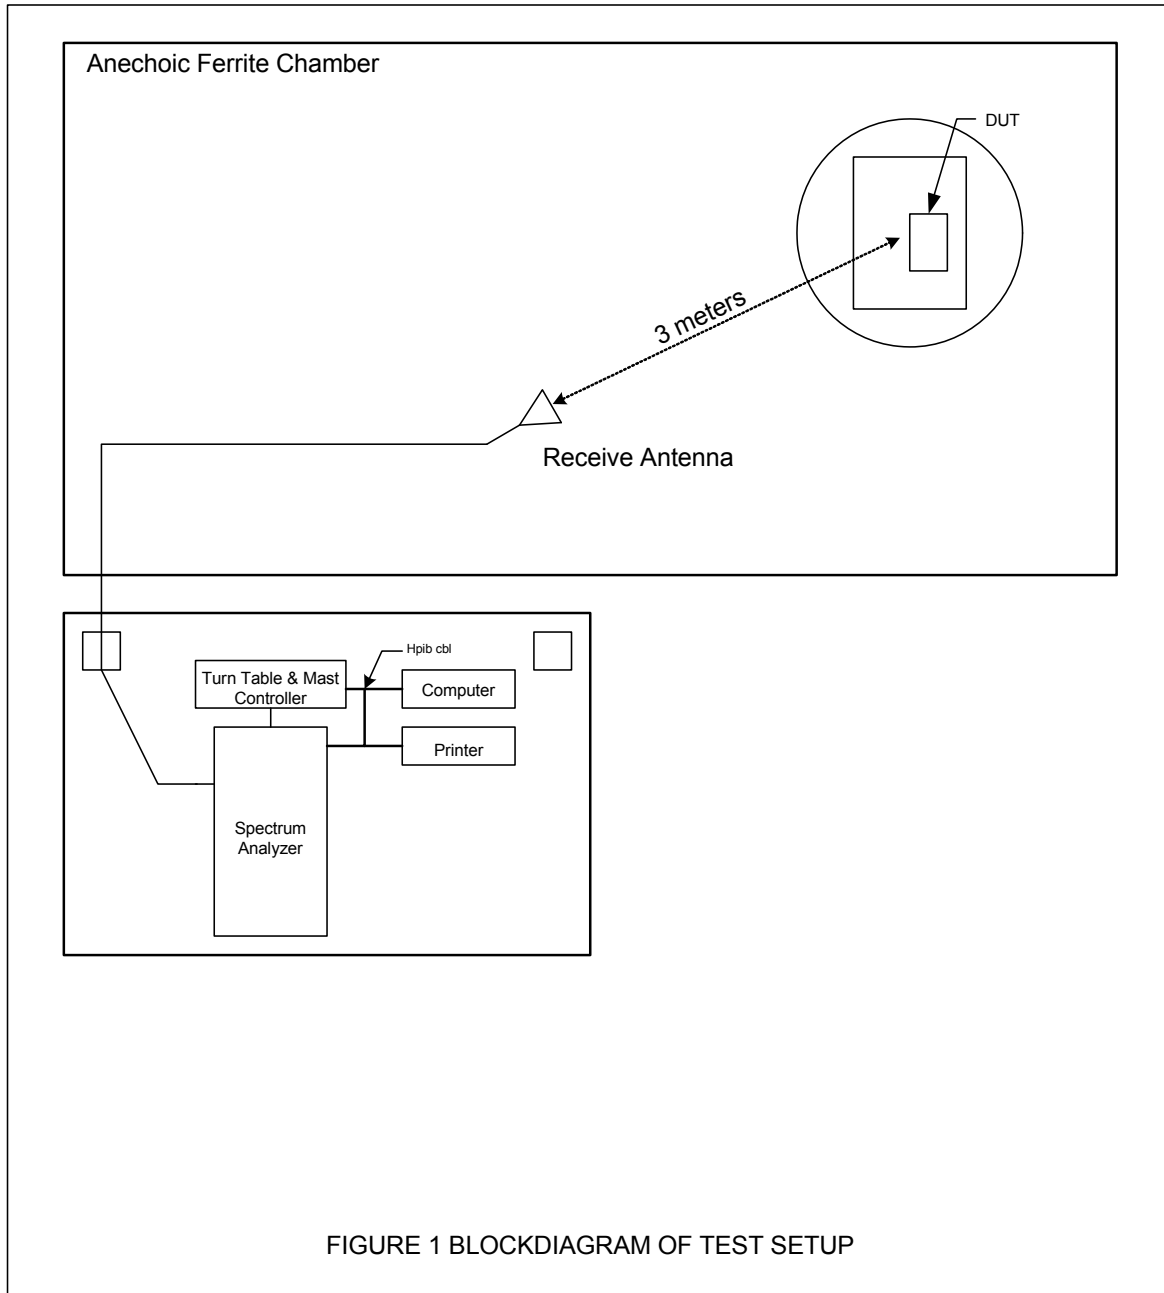 Anechoic Ferrite Chamber
DUT
3 meters
Receive Antenna
Hpib cbl
Turn Table & Mast
Controller
Computer
Printer
Spectrum
Analyzer
FIGURE 1 BLOCKDIAGRAM OF TEST SETUP